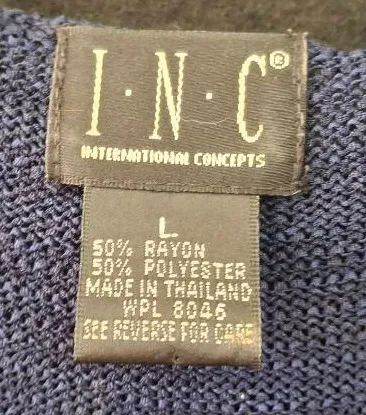 I·N·C®
INTERNATIONAL CONCEPTS
L
50% RAYON
50% POLYESTER
MADE IN THAILAND
WPL 8046
SEE REVERSE FOR CARE